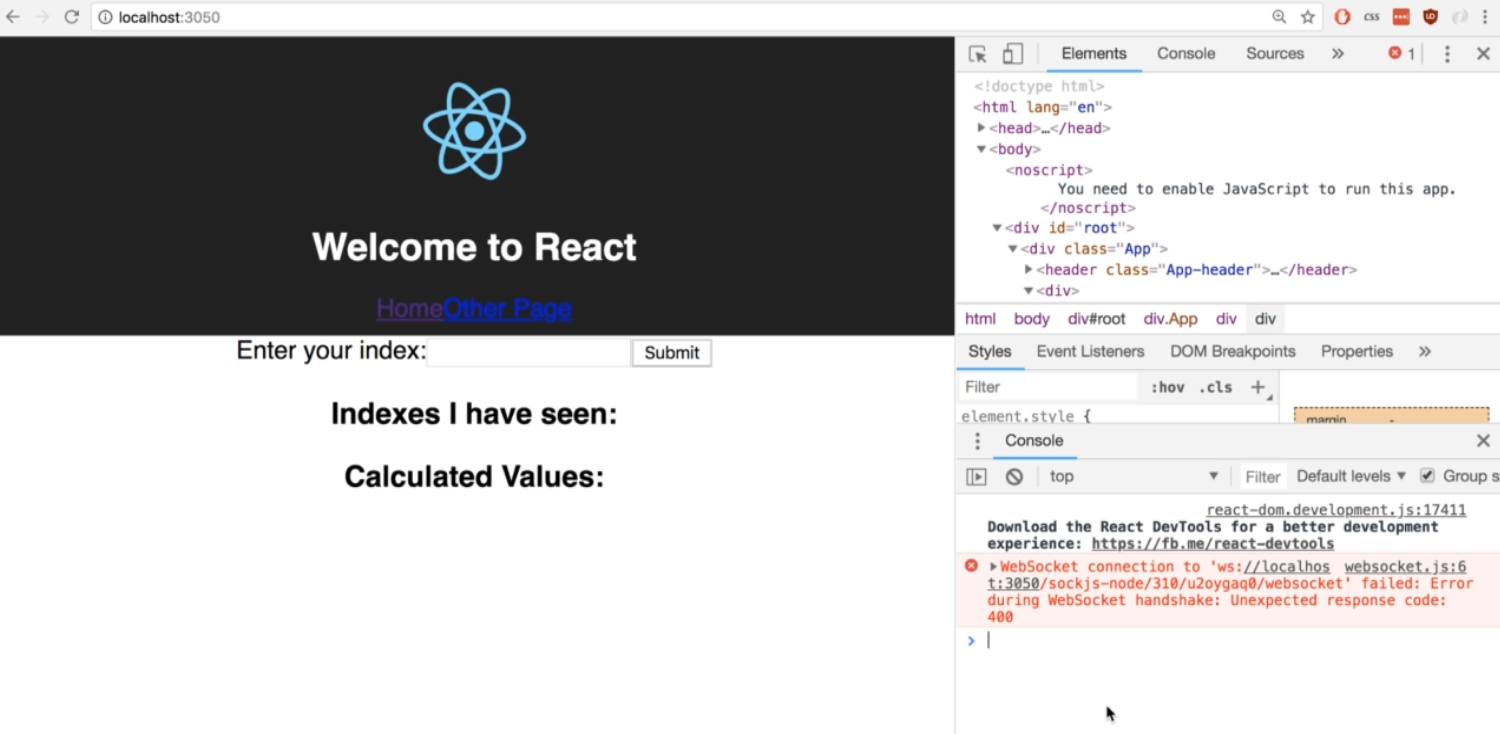 localhost:3050
css
Welcome to React
HomeOther Page
Enter your index: Submit
Indexes I have seen:
Calculated Values:
Elements Console Sources » 1
<!doctype html>
<html lang="en">
<head>…</head>
<body>
<noscript>
You need to enable JavaScript to run this app.
</noscript>
<div id="root">
<div class="App">
<header class="App-header">…</header>
<div>
html body div#root div.App div div
Styles Event Listeners DOM Breakpoints Properties »
Filter :hov .cls +
element.style {
margin -
Console
top Filter Default levels Group s
react-dom.development.js:17411
Download the React DevTools for a better development
experience: https://fb.me/react-devtools
WebSocket connection to 'ws://localhos websocket.js:6
t:3050/sockjs-node/310/u2oygaq0/websocket' failed: Error
during WebSocket handshake: Unexpected response code:
400